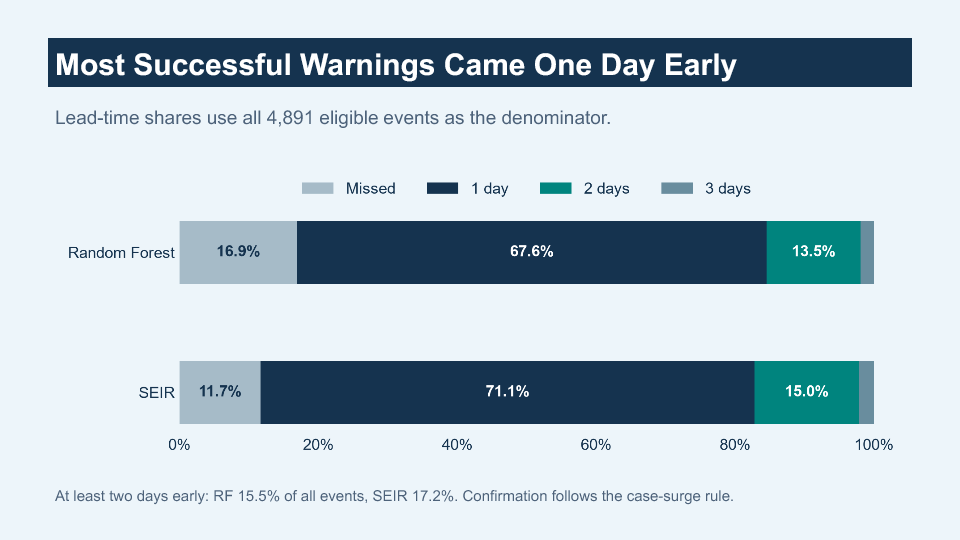 Most Successful Warnings Came One Day Early
Lead-time shares use all 4,891 eligible events as the denominator.
Missed 1 day 2 days 3 days
Random Forest 16.9% 67.6% 13.5%
SEIR 11.7% 71.1% 15.0%
0% 20% 40% 60% 80% 100%
At least two days early: RF 15.5% of all events, SEIR 17.2%. Confirmation follows the case-surge rule.